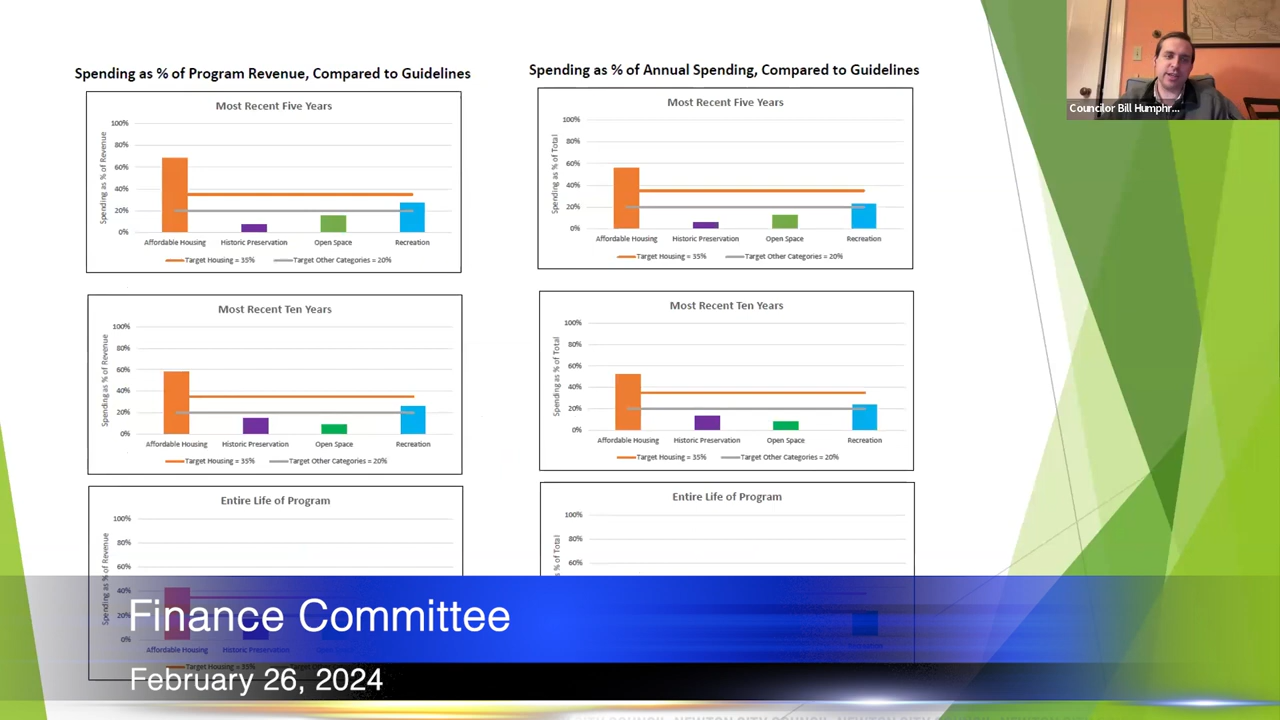 Spending as % of Program Revenue, Compared to Guidelines
Most Recent Five Years
Spending as % of Revenue
100%
80%
60%
40%
20%
0%
Affordable Housing Historic Preservation Open Space Recreation
Target Housing = 35% Target Other Categories = 20%
Most Recent Ten Years
Spending as % of Revenue
100%
80%
60%
40%
20%
0%
Affordable Housing Historic Preservation Open Space Recreation
Target Housing = 35% Target Other Categories = 20%
Entire Life of Program
Spending as % of Revenue
100%
80%
60%
40%
20%
0%
Affordable Housing Historic Preservation
Target Housing = 35%
Spending as % of Annual Spending, Compared to Guidelines
Most Recent Five Years
Spending as % of Total
100%
80%
60%
40%
20%
0%
Affordable Housing Historic Preservation Open Space Recreation
Target Housing = 35% Target Other Categories = 20%
Most Recent Ten Years
Spending as % of Total
100%
80%
60%
40%
20%
0%
Affordable Housing Historic Preservation Open Space Recreation
Target Housing = 35% Target Other Categories = 20%
Entire Life of Program
% of Total
100%
80%
60%
Councilor Bill Humphr...
Finance Committee
February 26, 2024